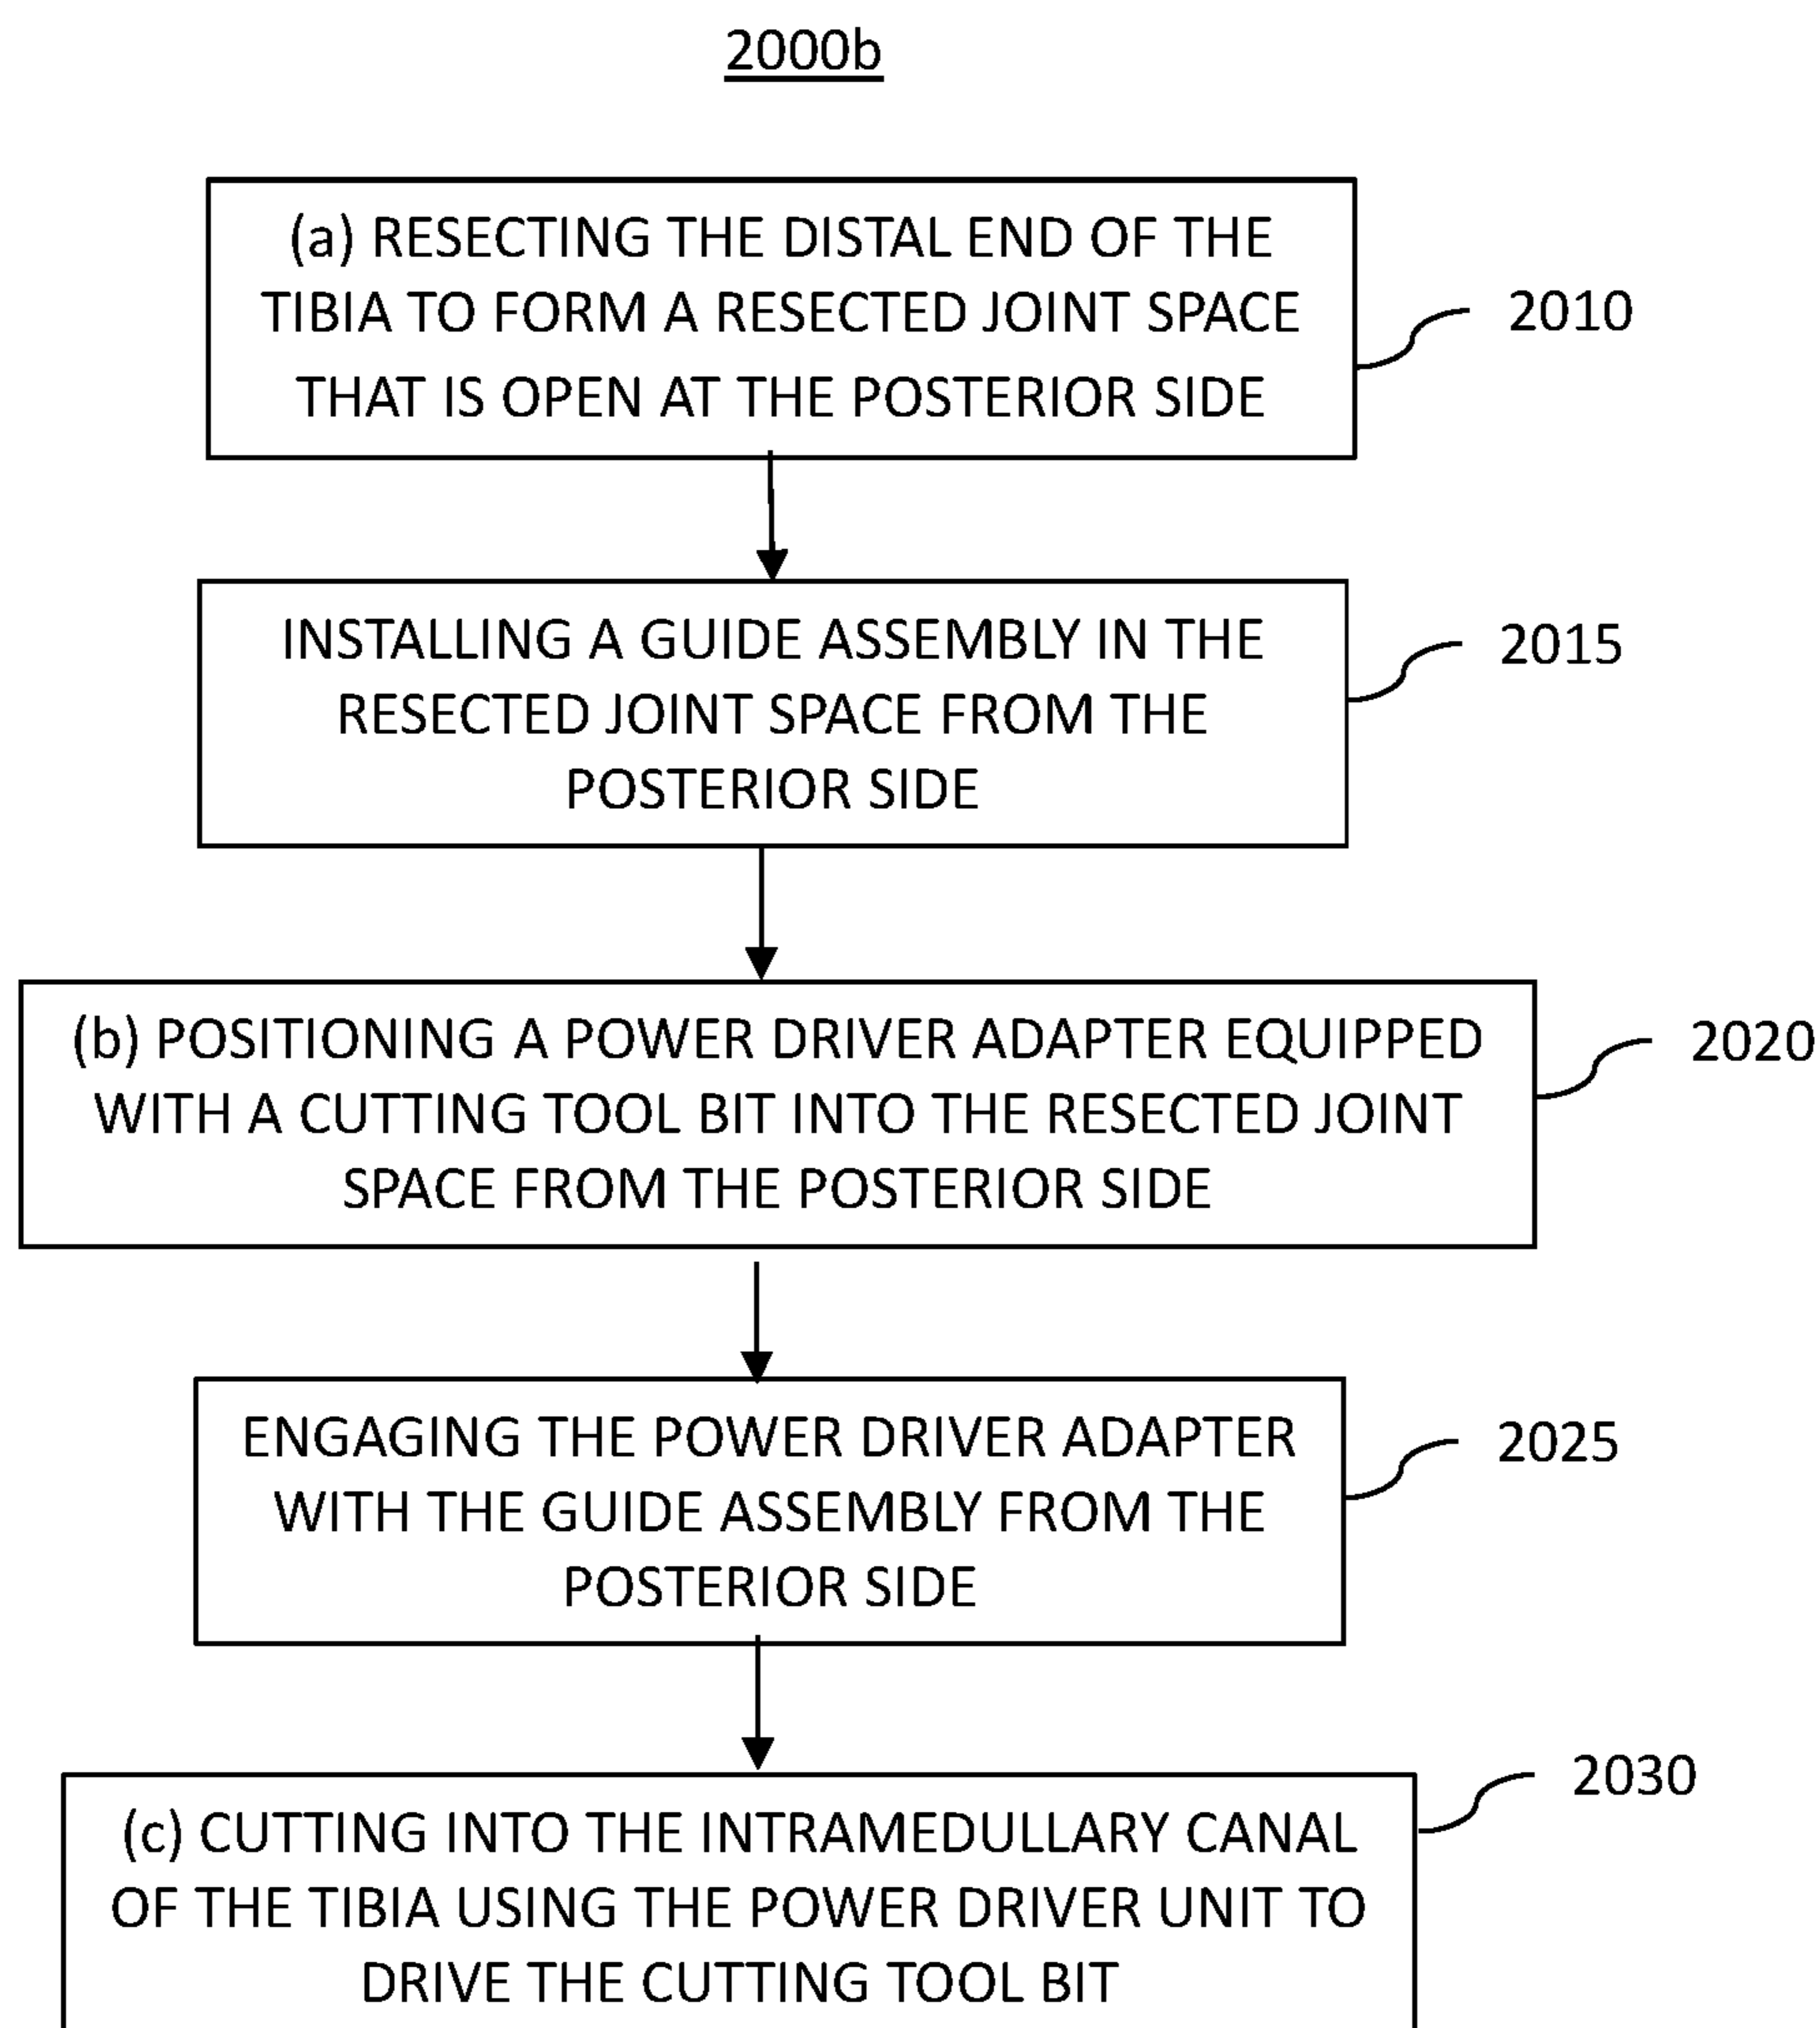 2000b
(a) RESECTING THE DISTAL END OF THE
TIBIA TO FORM A RESECTED JOINT SPACE
THAT IS OPEN AT THE POSTERIOR SIDE
2010
INSTALLING A GUIDE ASSEMBLY IN THE
RESECTED JOINT SPACE FROM THE
POSTERIOR SIDE
2015
(b) POSITIONING A POWER DRIVER ADAPTER EQUIPPED
WITH A CUTTING TOOL BIT INTO THE RESECTED JOINT
SPACE FROM THE POSTERIOR SIDE
2020
ENGAGING THE POWER DRIVER ADAPTER
WITH THE GUIDE ASSEMBLY FROM THE
POSTERIOR SIDE
2025
(c) CUTTING INTO THE INTRAMEDULLARY CANAL
OF THE TIBIA USING THE POWER DRIVER UNIT TO
DRIVE THE CUTTING TOOL BIT
2030